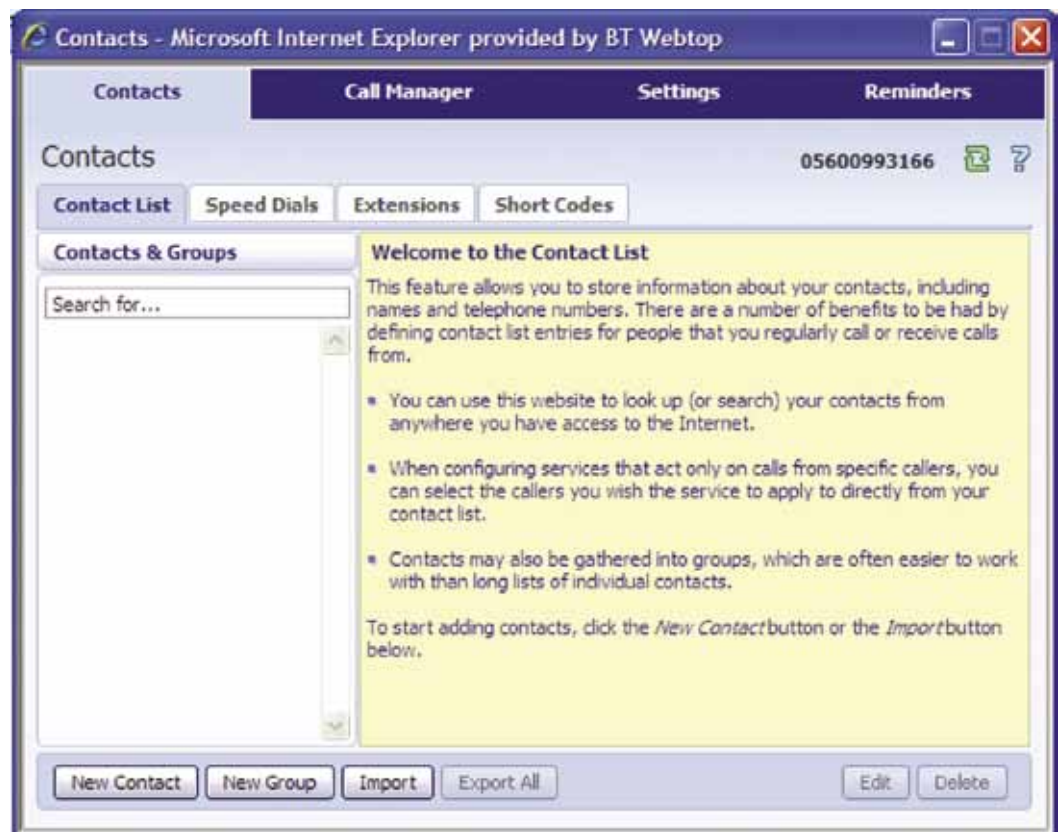 Contacts - Microsoft Internet Explorer provided by BT Webtop
Contacts Call Manager Settings Reminders
Contacts 05600993166
Contact List Speed Dials Extensions Short Codes
Contacts & Groups
Search for...
Welcome to the Contact List
This feature allows you to store information about your contacts, including
names and telephone numbers. There are a number of benefits to be had by
defining contact list entries for people that you regularly call or receive calls
from.
You can use this website to look up (or search) your contacts from
anywhere you have access to the Internet.
When configuring services that act only on calls from specific callers, you
can select the callers you wish the service to apply to directly from your
contact list.
Contacts may also be gathered into groups, which are often easier to work
with than long lists of individual contacts.
To start adding contacts, click the New Contact button or the Import button
below.
New Contact New Group Import Export All Edit Delete